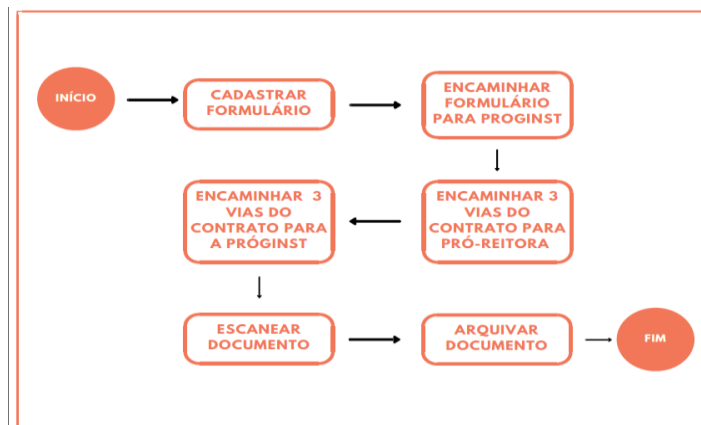 INÍCIO
CADASTRAR
FORMULÁRIO
ENCAMINHAR
FORMULÁRIO
PARA PROGINST
ENCAMINHAR 3
VIAS DO
CONTRATO PARA
PRÓ-REITORA
ENCAMINHAR 3
VIAS DO
CONTRATO PARA
A PRÓGINST
ESCANEAR
DOCUMENTO
ARQUIVAR
DOCUMENTO
FIM